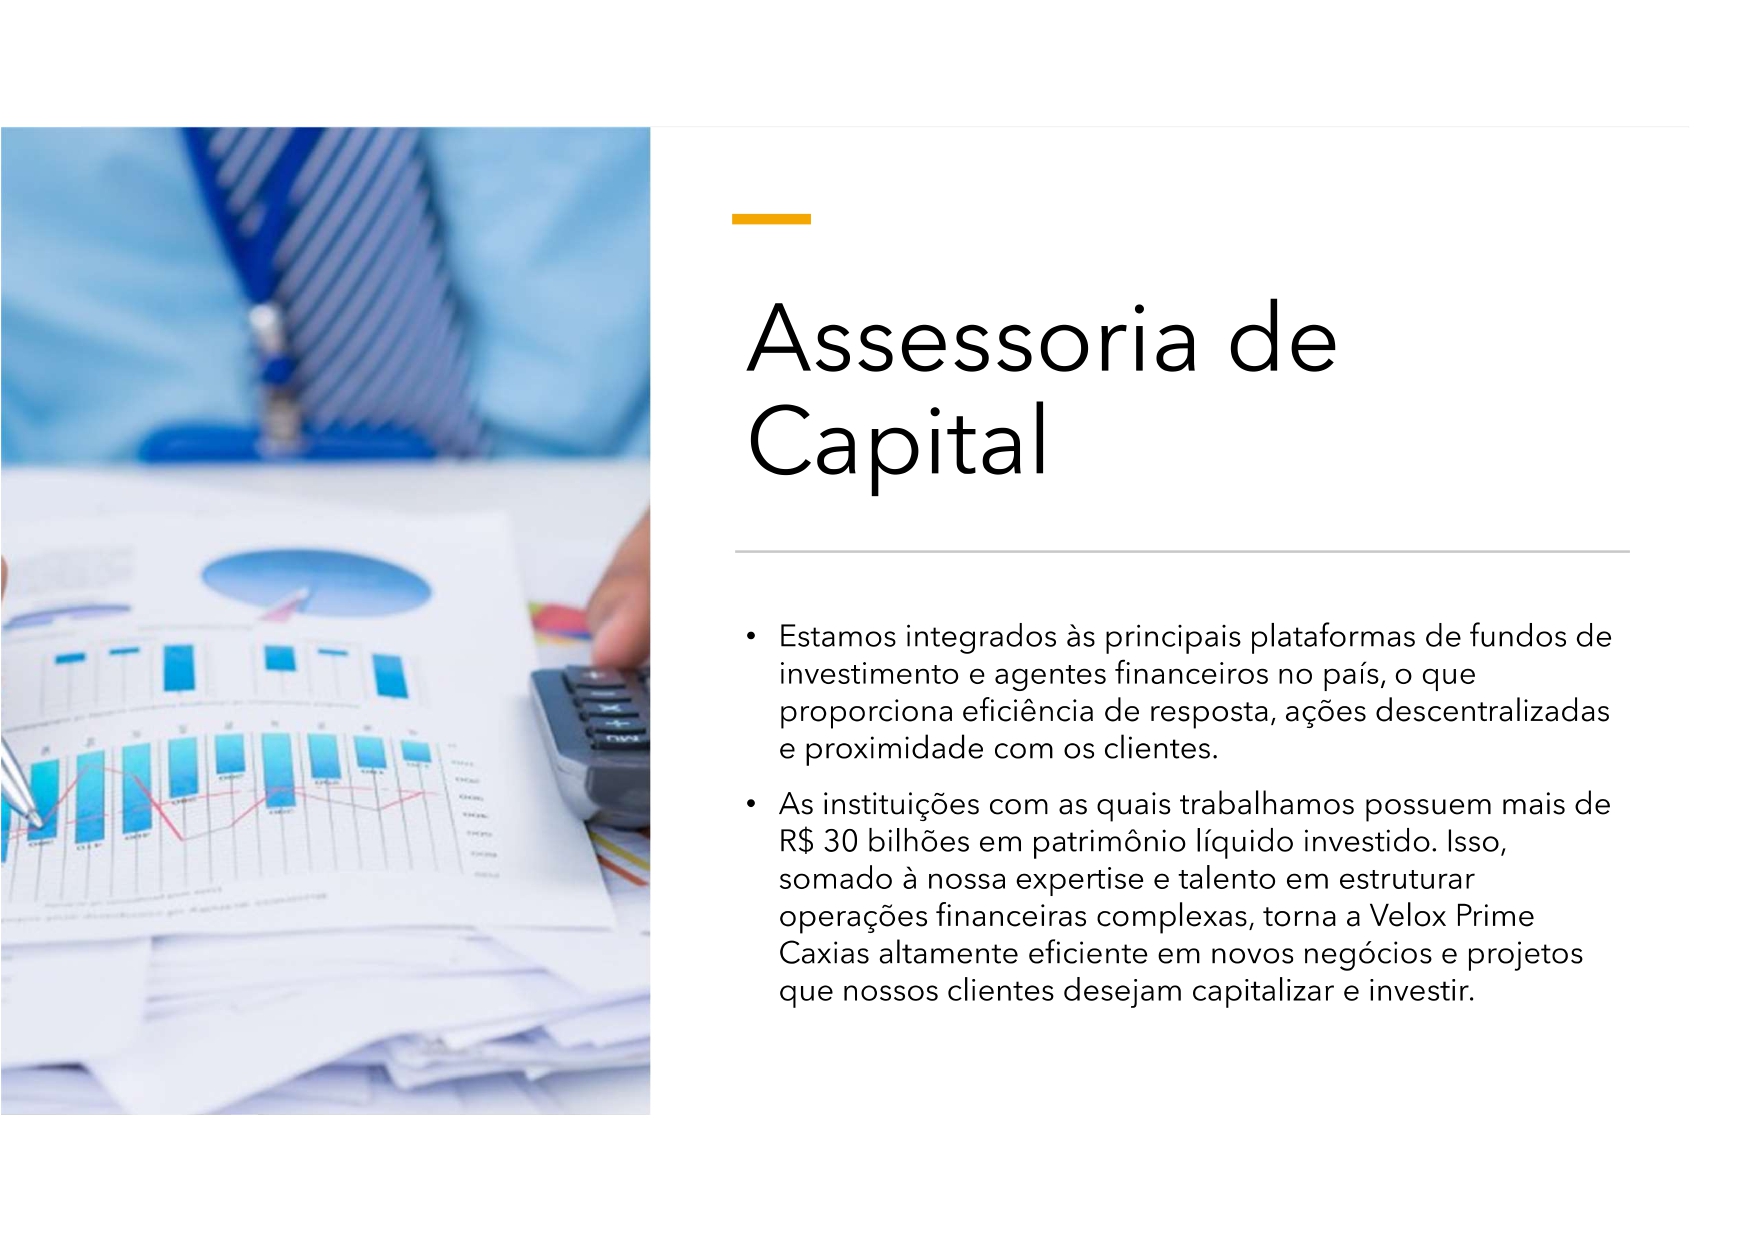 Assessoria de
Capital
• Estamos integrados às principais plataformas de fundos de
investimento e agentes financeiros no país, o que
proporciona eficiência de resposta, ações descentralizadas
e proximidade com os clientes.
• As instituições com as quais trabalhamos possuem mais de
R$ 30 bilhões em patrimônio líquido investido. Isso,
somado à nossa expertise e talento em estruturar
operações financeiras complexas, torna a Velox Prime
Caxias altamente eficiente em novos negócios e projetos
que nossos clientes desejam capitalizar e investir.